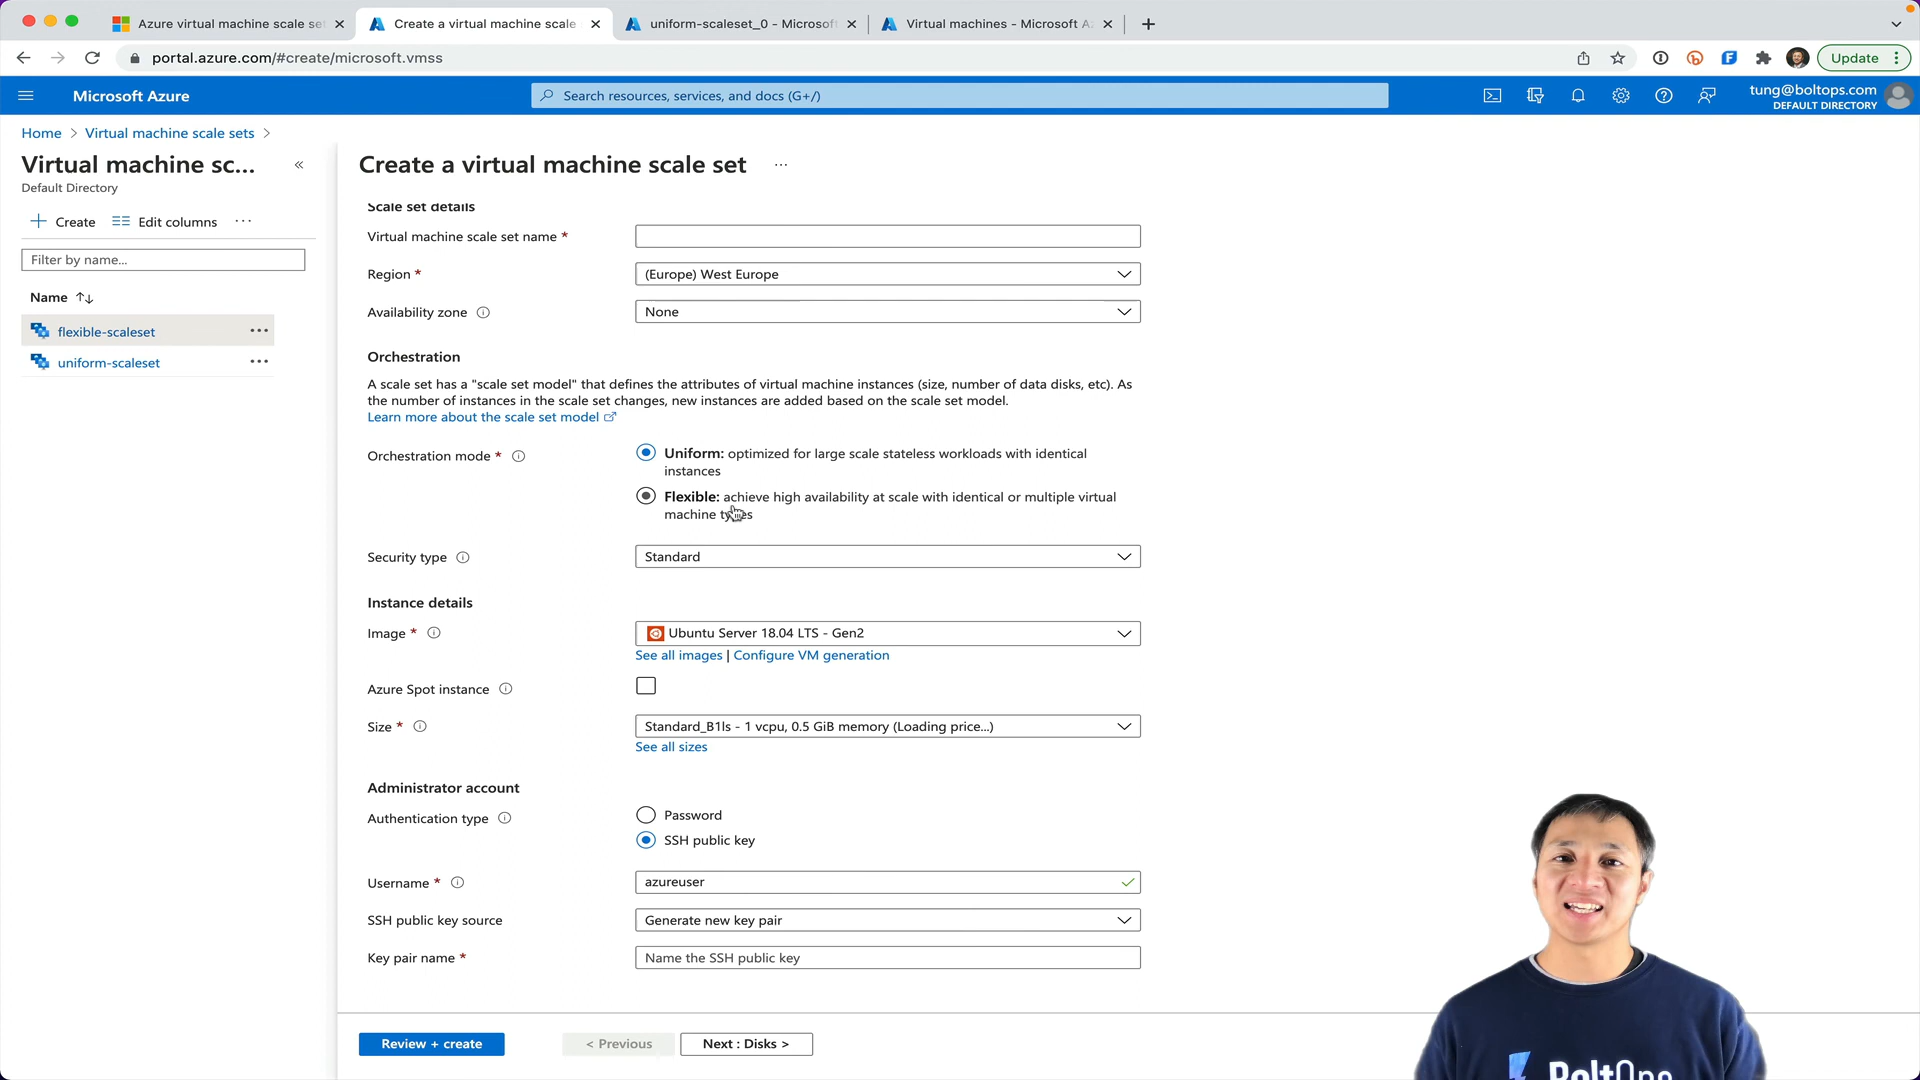 Azure virtual machine scale set
Create a virtual machine scale
uniform-scaleset_0 - Microsoft
Virtual machines - Microsoft Az
portal.azure.com/#create/microsoft.vmss
Update
Microsoft Azure
Search resources, services, and docs (G+/)
tung@boltops.com
DEFAULT DIRECTORY
Home > Virtual machine scale sets >
Virtual machine sc... «
Default Directory
+ Create Edit columns ...
Filter by name...
Name ↑↓
flexible-scaleset ...
uniform-scaleset ...
Create a virtual machine scale set ...
Scale set details
Virtual machine scale set name *
Region * (Europe) West Europe
Availability zone None
Orchestration
A scale set has a "scale set model" that defines the attributes of virtual machine instances (size, number of data disks, etc). As
the number of instances in the scale set changes, new instances are added based on the scale set model.
Learn more about the scale set model
Orchestration mode * Uniform: optimized for large scale stateless workloads with identical
instances
Flexible: achieve high availability at scale with identical or multiple virtual
machine types
Security type Standard
Instance details
Image * Ubuntu Server 18.04 LTS - Gen2
See all images | Configure VM generation
Azure Spot instance
Size * Standard_B1ls - 1 vcpu, 0.5 GiB memory (Loading price...)
See all sizes
Administrator account
Authentication type Password
SSH public key
Username * azureuser
SSH public key source Generate new key pair
Key pair name * Name the SSH public key
Review + create < Previous Next : Disks >
BoltOps